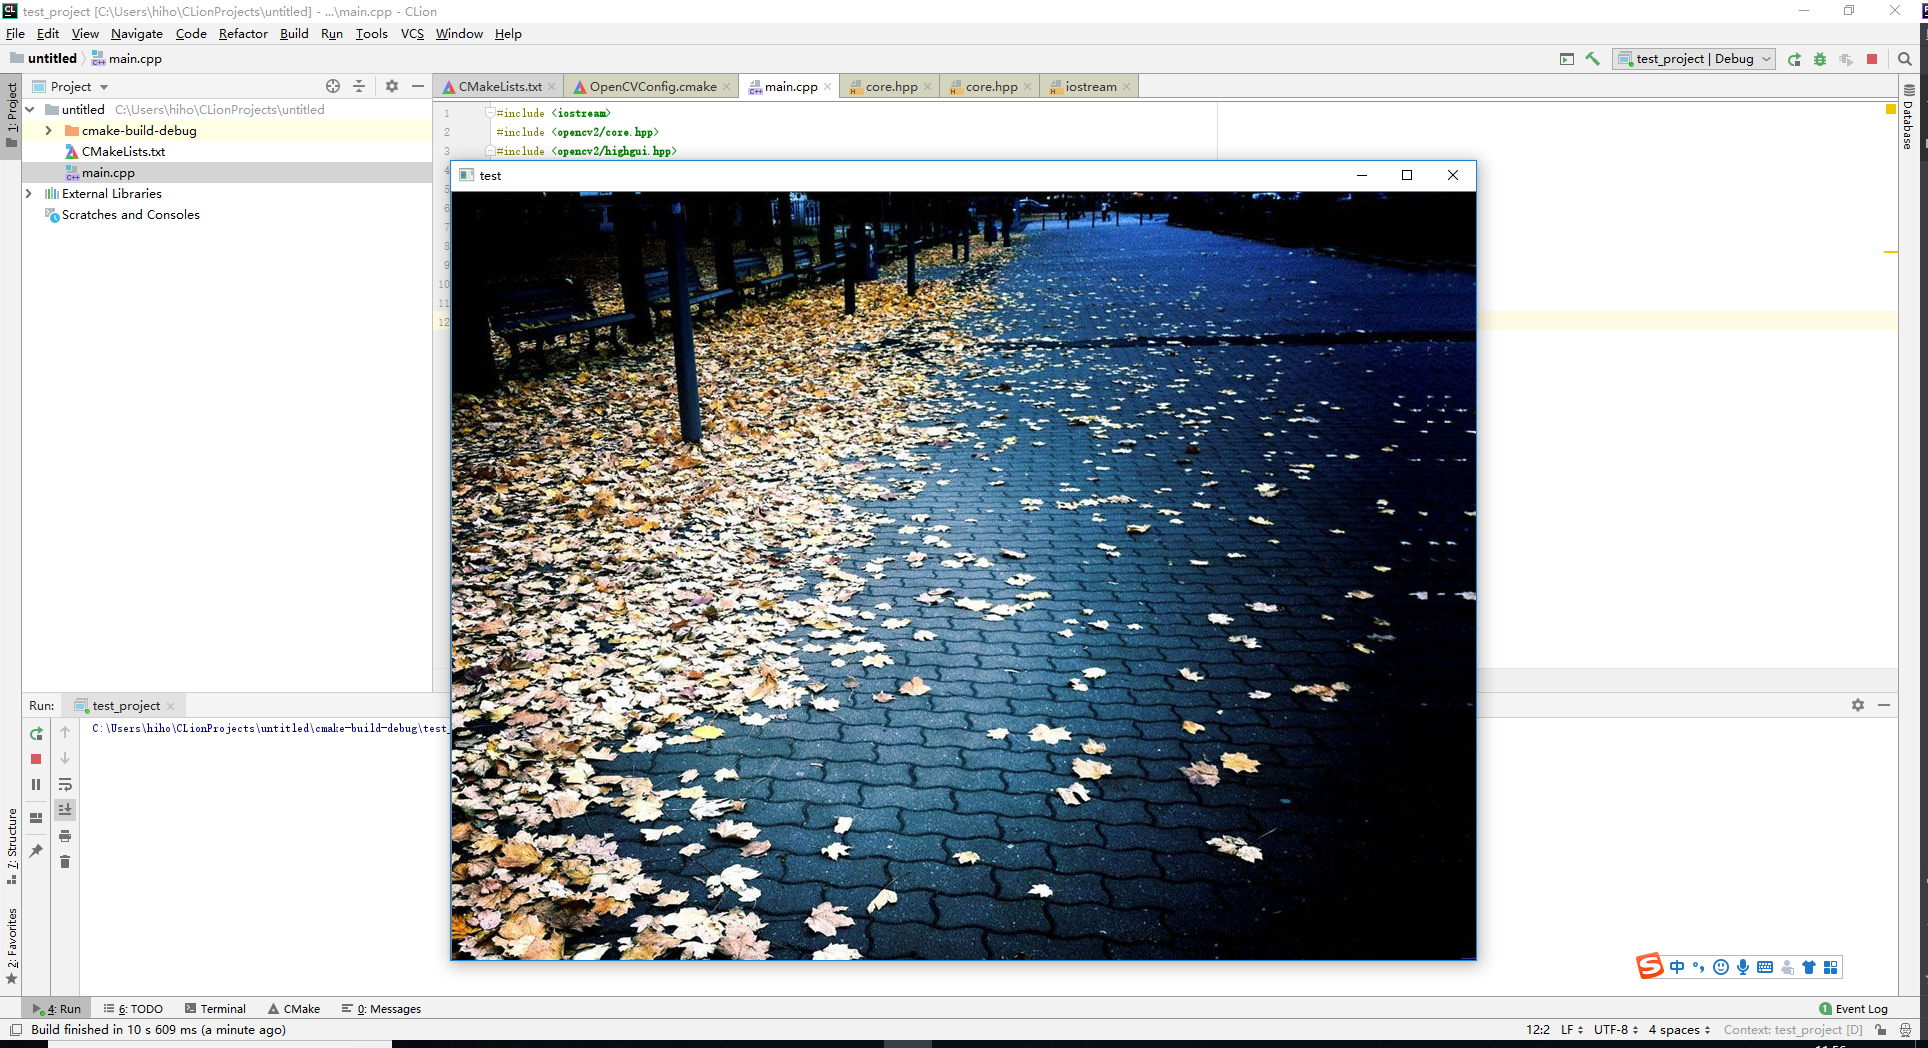 test_project [C:\Users\hiho\CLionProjects\untitled] - ...\main.cpp - CLion
File Edit View Navigate Code Refactor Build Run Tools VCS Window Help
untitled main.cpp test_project | Debug
1: Project
Project
CMakeLists.txt OpenCVConfig.cmake main.cpp core.hpp core.hpp iostream
untitled C:\Users\hiho\CLionProjects\untitled
cmake-build-debug
CMakeLists.txt
main.cpp
External Libraries
Scratches and Consoles
1 #include <iostream>
2 #include <opencv2/core.hpp>
3 #include <opencv2/highgui.hpp>
4
5
6
7
8
9
10
11
12
Database
test
Run: test_project
C:\Users\hiho\CLionProjects\untitled\cmake-build-debug\test_
7: Structure
2: Favorites
中
4: Run 6: TODO Terminal CMake 0: Messages 1 Event Log
Build finished in 10 s 609 ms (a minute ago) 12:2 LF UTF-8 4 spaces Context: test_project [D]